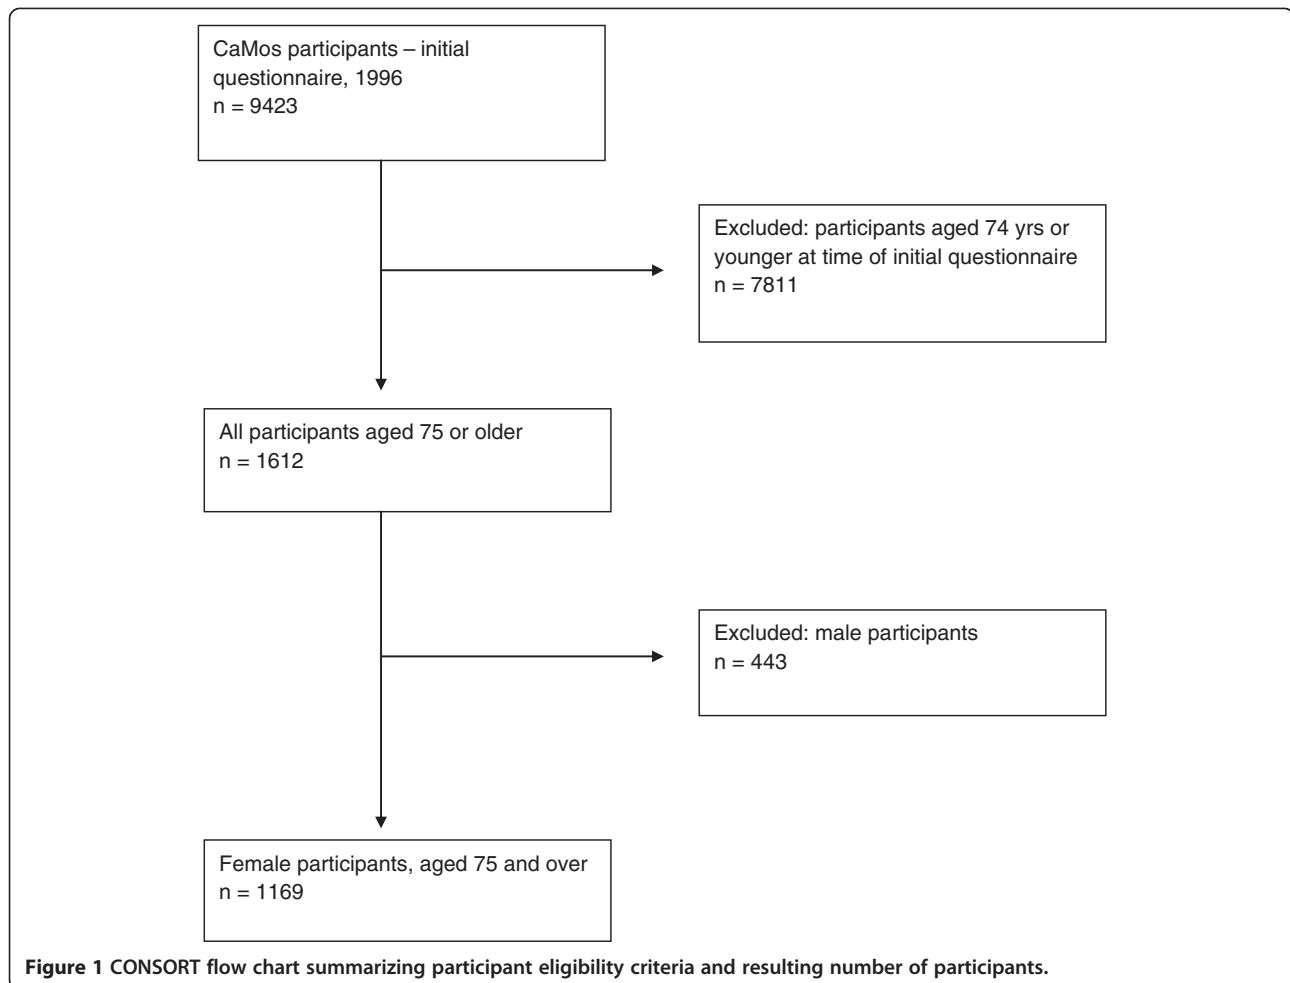 CaMos participants – initial
questionnaire, 1996
n = 9423
Excluded: participants aged 74 yrs or
younger at time of initial questionnaire
n = 7811
All participants aged 75 or older
n = 1612
Excluded: male participants
n = 443
Female participants, aged 75 and over
n = 1169
Figure 1 CONSORT flow chart summarizing participant eligibility criteria and resulting number of participants.